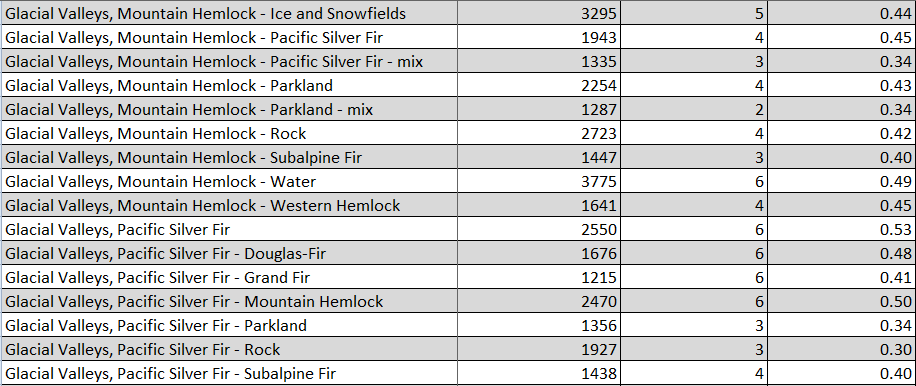 Glacial Valleys, Mountain Hemlock - Ice and Snowfields 3295 5 0.44
Glacial Valleys, Mountain Hemlock - Pacific Silver Fir 1943 4 0.45
Glacial Valleys, Mountain Hemlock - Pacific Silver Fir - mix 1335 3 0.34
Glacial Valleys, Mountain Hemlock - Parkland 2254 4 0.43
Glacial Valleys, Mountain Hemlock - Parkland - mix 1287 2 0.34
Glacial Valleys, Mountain Hemlock - Rock 2723 4 0.42
Glacial Valleys, Mountain Hemlock - Subalpine Fir 1447 3 0.40
Glacial Valleys, Mountain Hemlock - Water 3775 6 0.49
Glacial Valleys, Mountain Hemlock - Western Hemlock 1641 4 0.45
Glacial Valleys, Pacific Silver Fir 2550 6 0.53
Glacial Valleys, Pacific Silver Fir - Douglas-Fir 1676 6 0.48
Glacial Valleys, Pacific Silver Fir - Grand Fir 1215 6 0.41
Glacial Valleys, Pacific Silver Fir - Mountain Hemlock 2470 6 0.50
Glacial Valleys, Pacific Silver Fir - Parkland 1356 3 0.34
Glacial Valleys, Pacific Silver Fir - Rock 1927 3 0.30
Glacial Valleys, Pacific Silver Fir - Subalpine Fir 1438 4 0.40